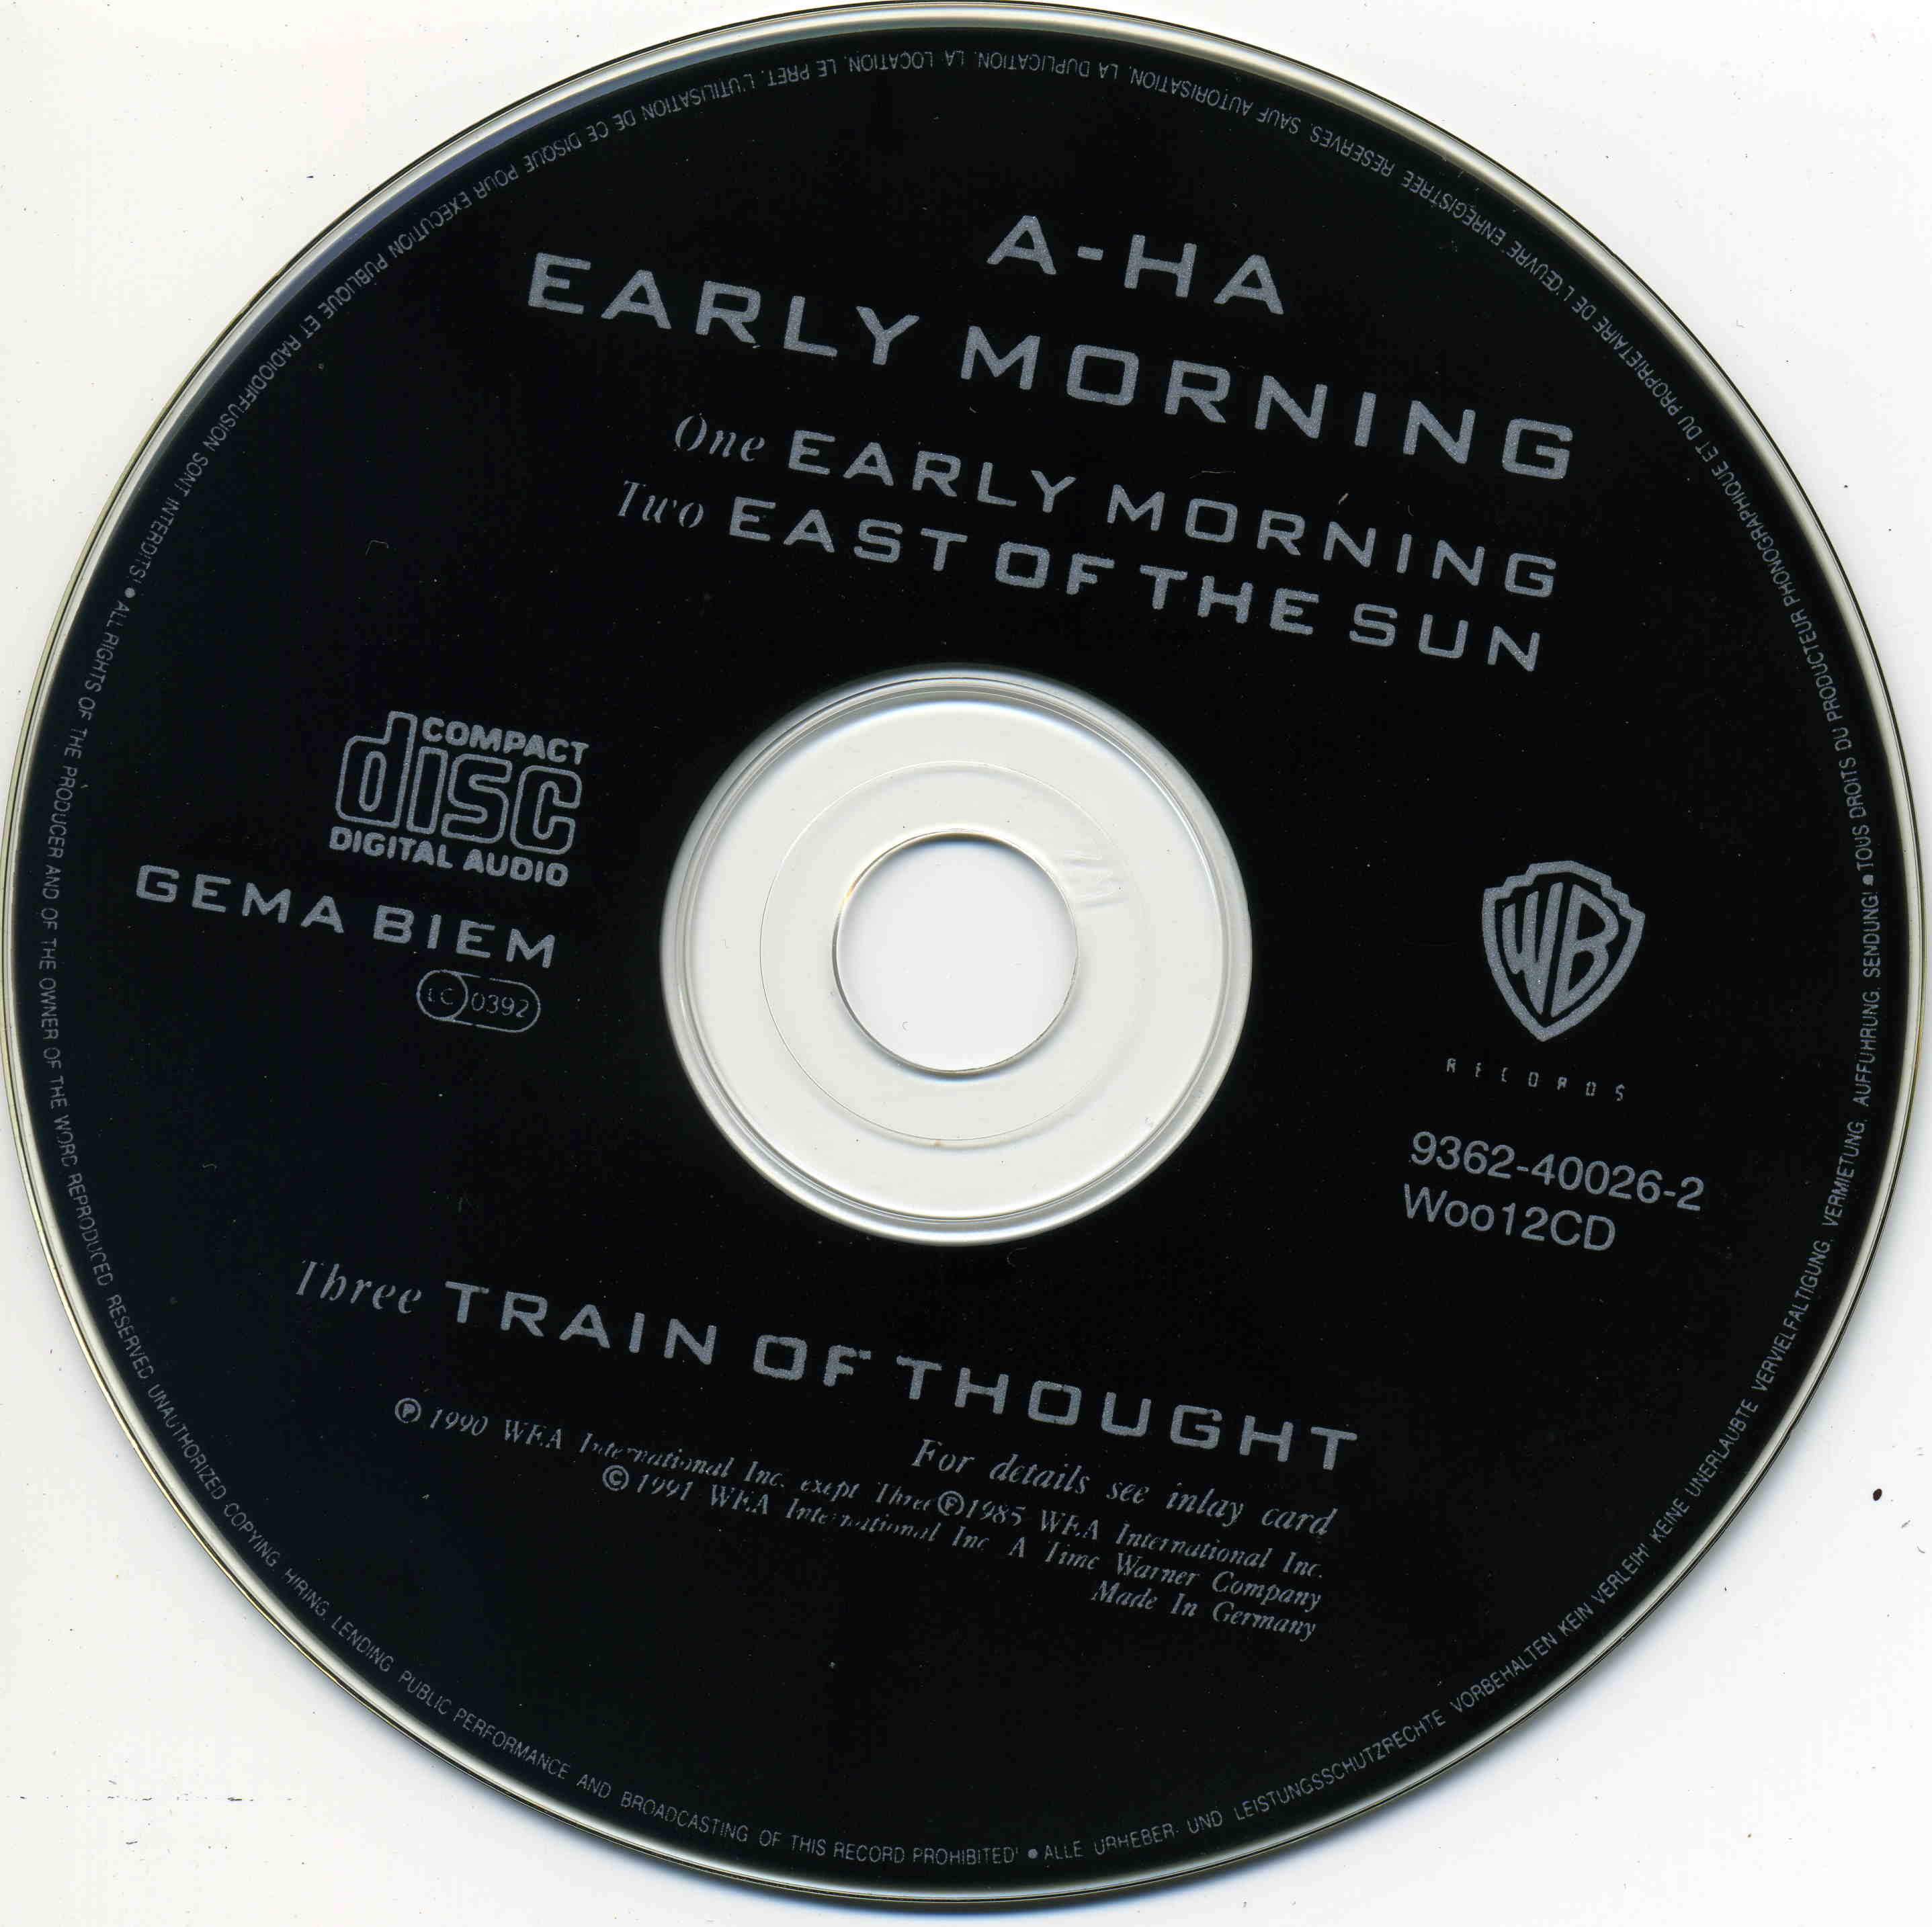 A-HA
EARLY MORNING
One EARLY MORNING
Two EAST OF THE SUN
COMPACT
disc
DIGITAL AUDIO
GEMA BIEM
LC 0392
WB
RECORDS
9362-40026-2
Woo12CD
Three TRAIN OF THOUGHT
For details see inlay card
℗ 1990 WEA International Inc. exept Three ℗ 1985 WEA International Inc.
© 1991 WEA International Inc A Time Warner Company
Made In Germany
• ALL RIGHTS OF THE PRODUCER AND OF THE OWNER OF THE WORC REPRODUCED RESERVED UNAUTHORIZED COPYING, HIRING, LENDING PUBLIC PERFORMANCE AND BROADCASTING OF THIS RECORD PROHIBITED! • ALLE URHEBER- UND LEISTUNGSSCHUTZRECHTE VORBEHALTEN KEIN VERLEIH! KEINE UNERLAUBTE VERVIELFALTIGUNG, VERMIETUNG, AUFFUHRUNG, SENDUNG! • TOUS DROITS DU PRODUCTEUR PHONOGRAPHIQUE ET DU PROPRIETAIRE DE L'ŒUVRE ENREGISTREE RESERVES SAUF AUTORISATION, LA DUPLICATION, LA LOCATION, LE PRET, L'UTILISATION DE CE DISQUE POUR EXECUTION PUBLIQUE ET RADIODIFFUSION SONT INTERDITS!